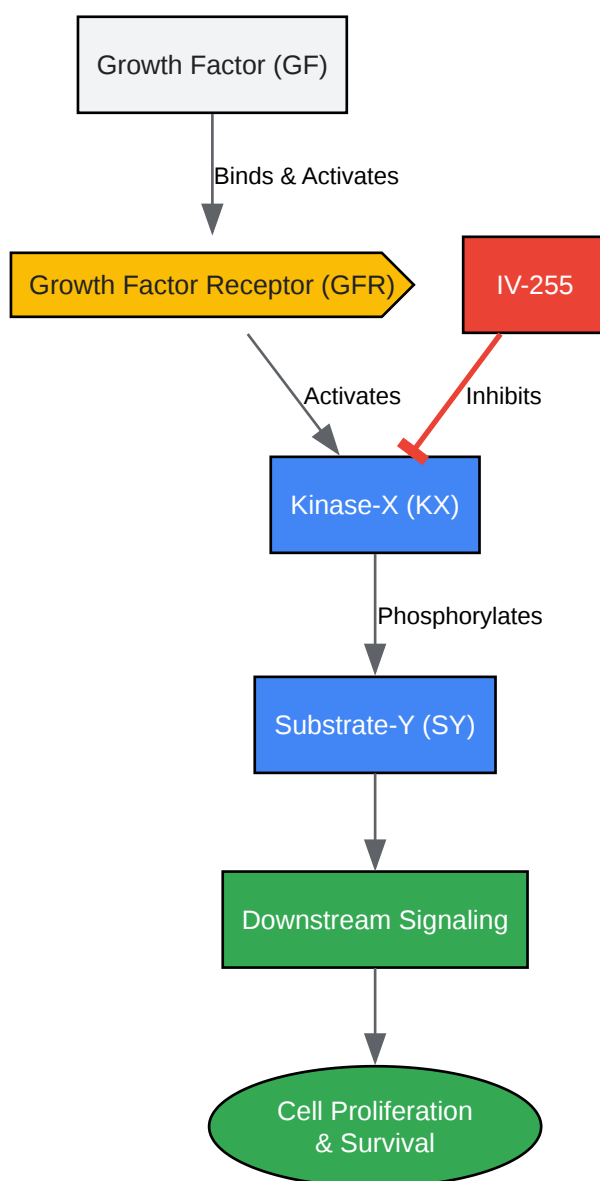 Growth Factor (GF)
Binds & Activates
Growth Factor Receptor (GFR)
IV-255
Activates
Inhibits
Kinase-X (KX)
Phosphorylates
Substrate-Y (SY)
Downstream Signaling
Cell Proliferation
& Survival